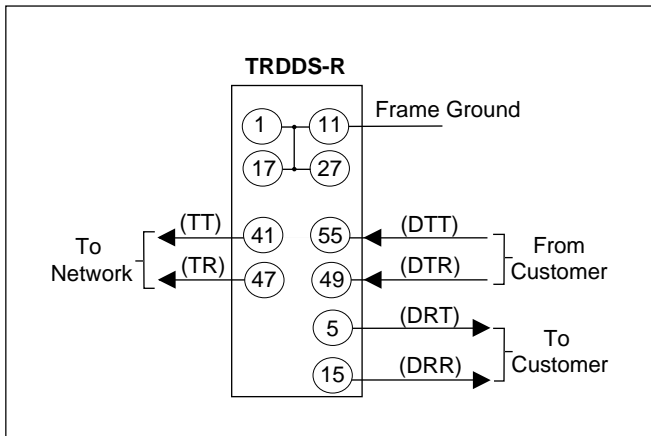 TRDDS-R
1 11 Frame Ground
17 27
To Network
(TT) 41 55 (DTT)
(TR) 47 49 (DTR)
From Customer
5 (DRT)
15 (DRR)
To Customer